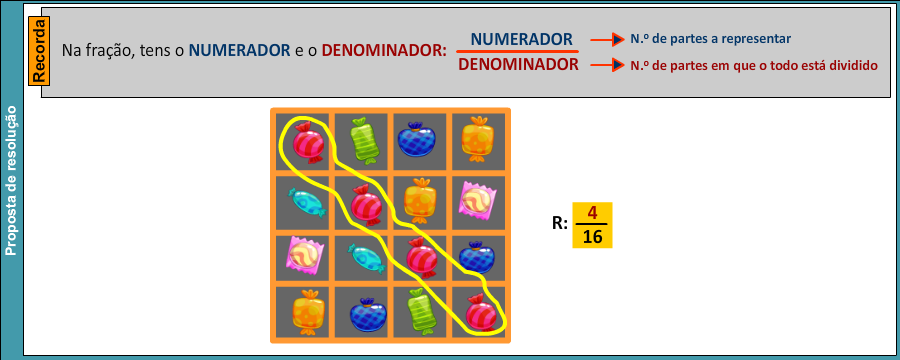 Proposta de resolução
Recorda
Na fração, tens o NUMERADOR e o DENOMINADOR:
NUMERADOR
DENOMINADOR
N.º de partes a representar
N.º de partes em que o todo está dividido
R: 4
16